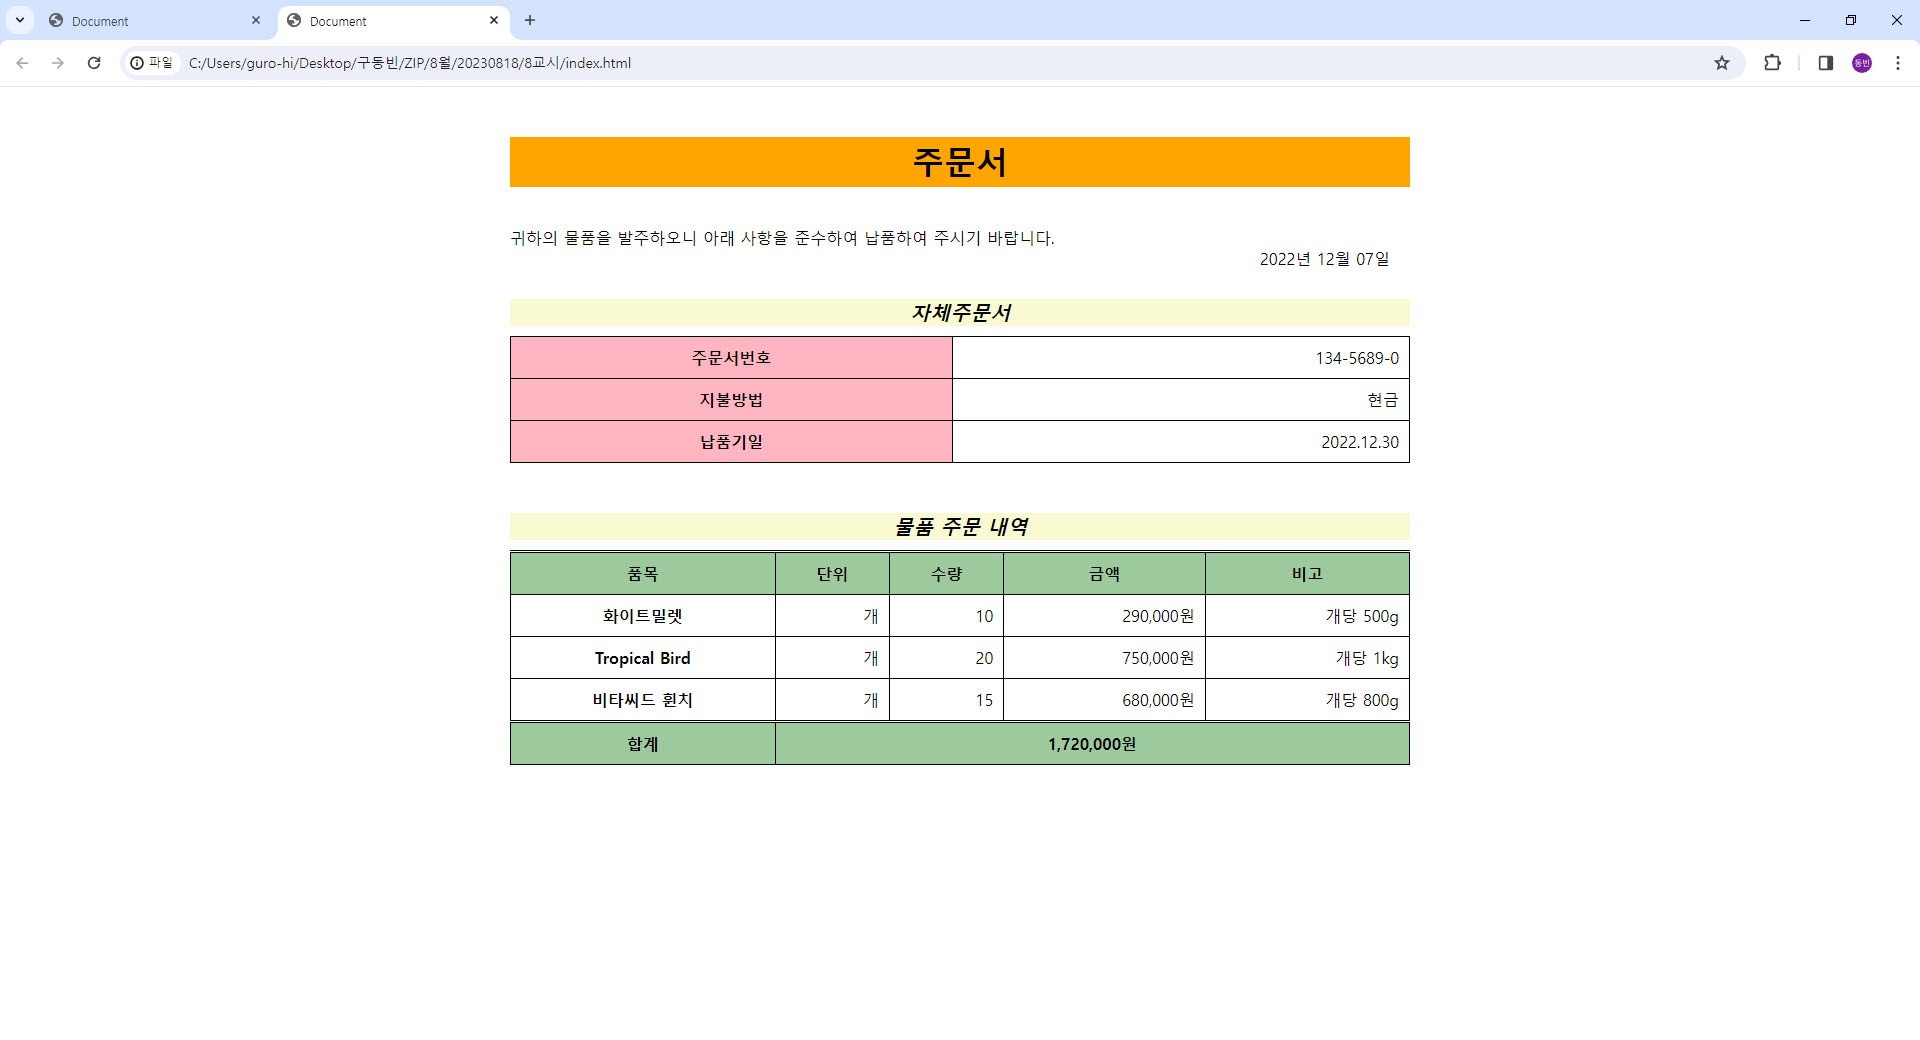 Document
Document
파일 C:/Users/guro-hi/Desktop/구동빈/ZIP/8월/20230818/8교시/index.html 동빈
주문서
귀하의 물품을 발주하오니 아래 사항을 준수하여 납품하여 주시기 바랍니다.
2022년 12월 07일
자체주문서
주문서번호 134-5689-0
지불방법 현금
납품기일 2022.12.30
물품 주문 내역
품목 단위 수량 금액 비고
화이트밀렛 개 10 290,000원 개당 500g
Tropical Bird 개 20 750,000원 개당 1kg
비타씨드 휜치 개 15 680,000원 개당 800g
합계 1,720,000원